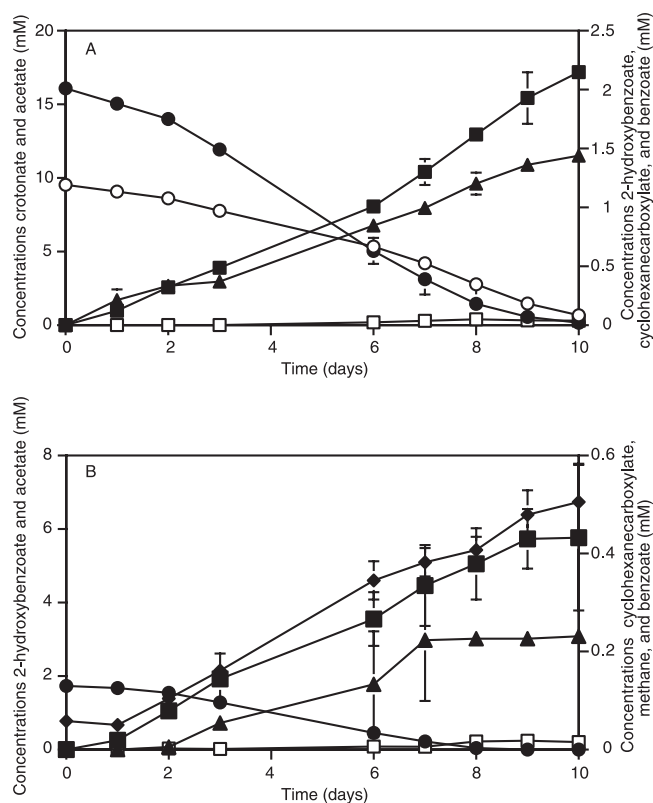 A
Concentrations crotonate and acetate (mM)
20
15
10
5
0
2.5
2
1.5
1
0.5
0
Concentrations 2-hydroxybenzoate,
cyclohexanecarboxylate, and benzoate (mM)
0 2 4 6 8 10
Time (days)
B
Concentrations 2-hydroxybenzoate and acetate (mM)
8
6
4
2
0
0.6
0.4
0.2
0
Concentrations cyclohexanecarboxylate,
methane, and benzoate (mM)
0 2 4 6 8 10
Time (days)